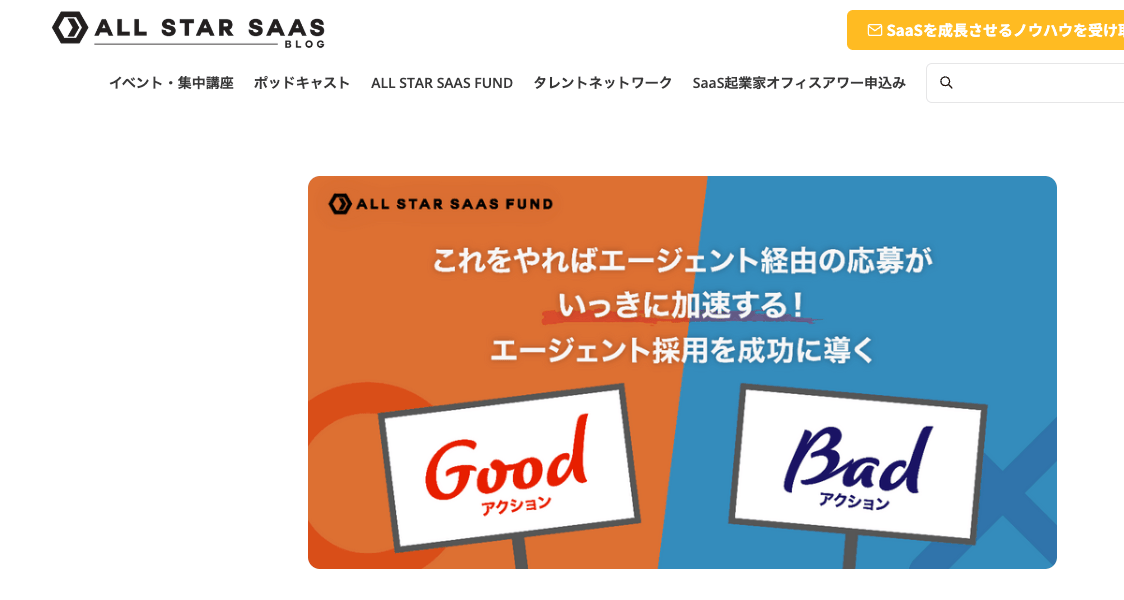 ALL STAR SAAS
BLOG
SaaSを成長させるノウハウを受け
イベント・集中講座 ポッドキャスト ALL STAR SAAS FUND タレントネットワーク SaaS起業家オフィスアワー申込み
ALL STAR SAAS FUND
これをやればエージェント経由の応募が
いっきに加速する!
エージェント採用を成功に導く
Good
アクション
Bad
アクション